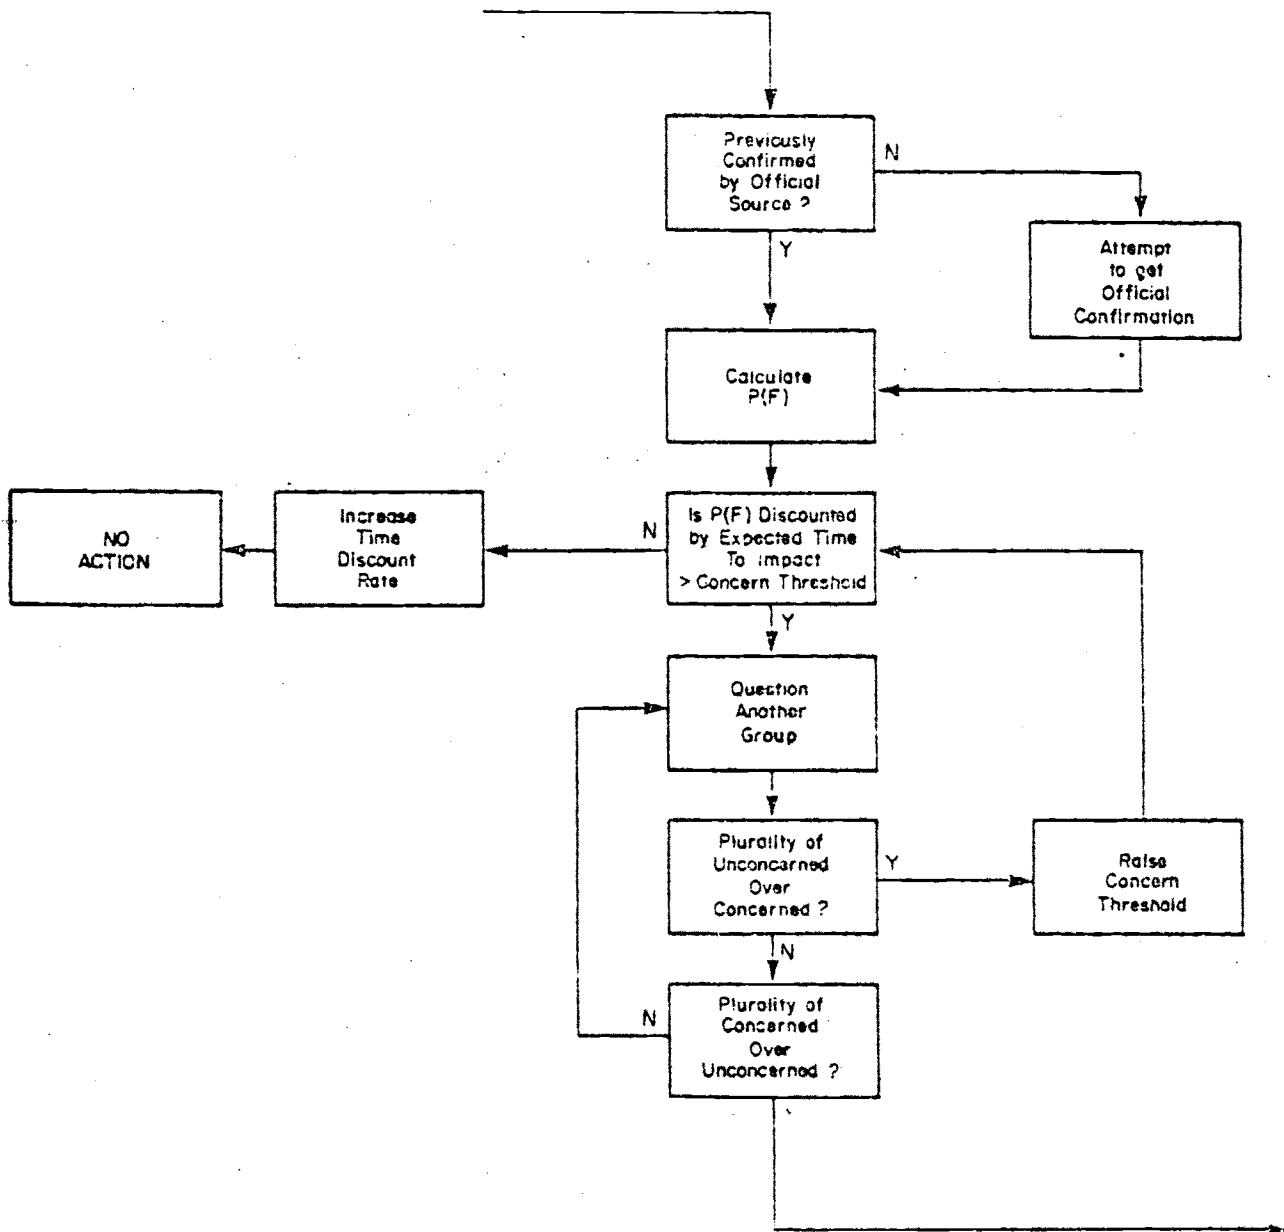 Previously
Confirmed
by Official
Source ?
N
Y
Attempt
to get
Official
Confirmation
Calculate
P(F)
NO
ACTION
Increase
Time
Discount
Rate
N
Is P(F) Discounted
by Expected Time
To Impact
> Concern Threshold
Y
Question
Another
Group
Plurality of
Unconcerned
Over
Concerned ?
Y
Raise
Concern
Threshold
N
N
Plurality of
Concerned
Over
Unconcerned ?